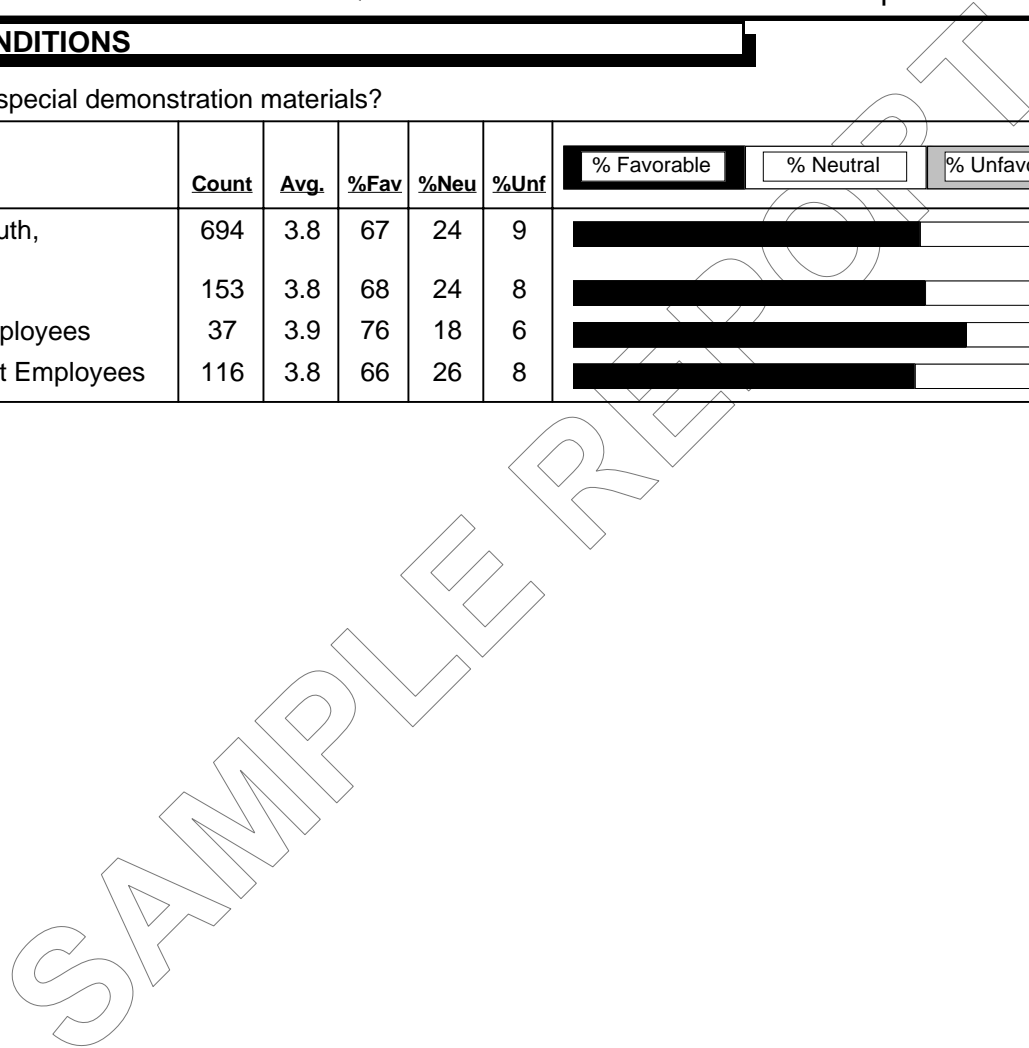 NDITIONS
special demonstration materials?
Count Avg. %Fav %Neu %Unf % Favorable % Neutral % Unfavo
uth, 694 3.8 67 24 9
153 3.8 68 24 8
ployees 37 3.9 76 18 6
t Employees 116 3.8 66 26 8
SAMPLE REPORT